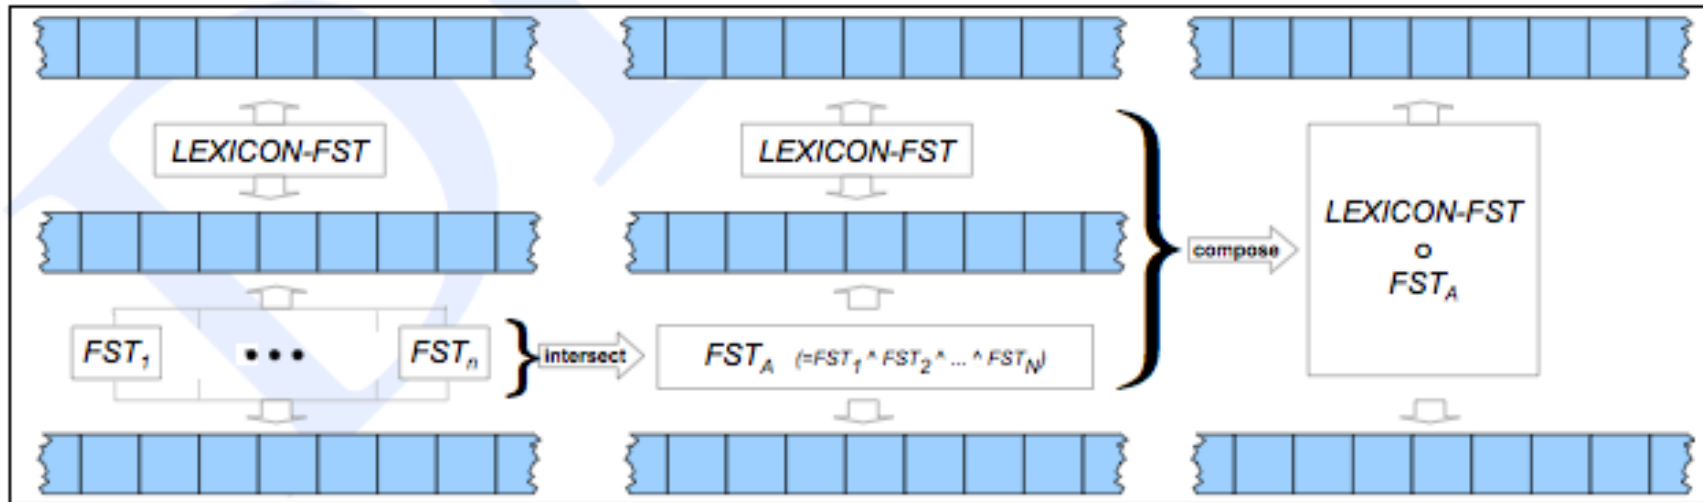 LEXICON-FST
FST1
• • •
FSTn
intersect
LEXICON-FST
FSTA (=FST1 ^ FST2 ^ ... ^ FSTN)
compose
LEXICON-FST
o
FSTA